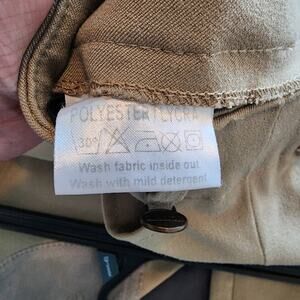 POLYESTER / LYCRA
30°
Wash fabric inside out
Wash with mild detergent